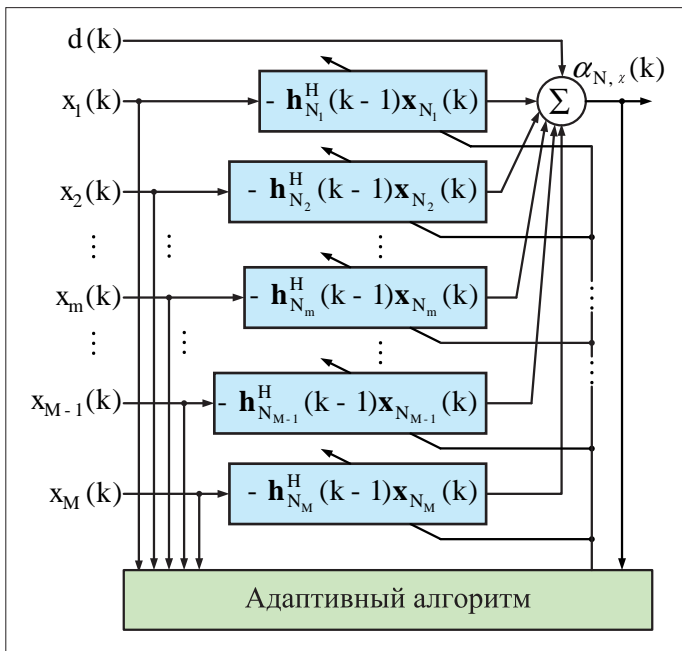 d(k)
α_{N, χ}(k)
Σ
x_1(k)
- h^H_{N_1}(k - 1)x_{N_1}(k)
x_2(k)
- h^H_{N_2}(k - 1)x_{N_2}(k)
x_m(k)
- h^H_{N_m}(k - 1)x_{N_m}(k)
x_{M-1}(k)
- h^H_{N_{M-1}}(k - 1)x_{N_{M-1}}(k)
x_M(k)
- h^H_{N_M}(k - 1)x_{N_M}(k)
Адаптивный алгоритм